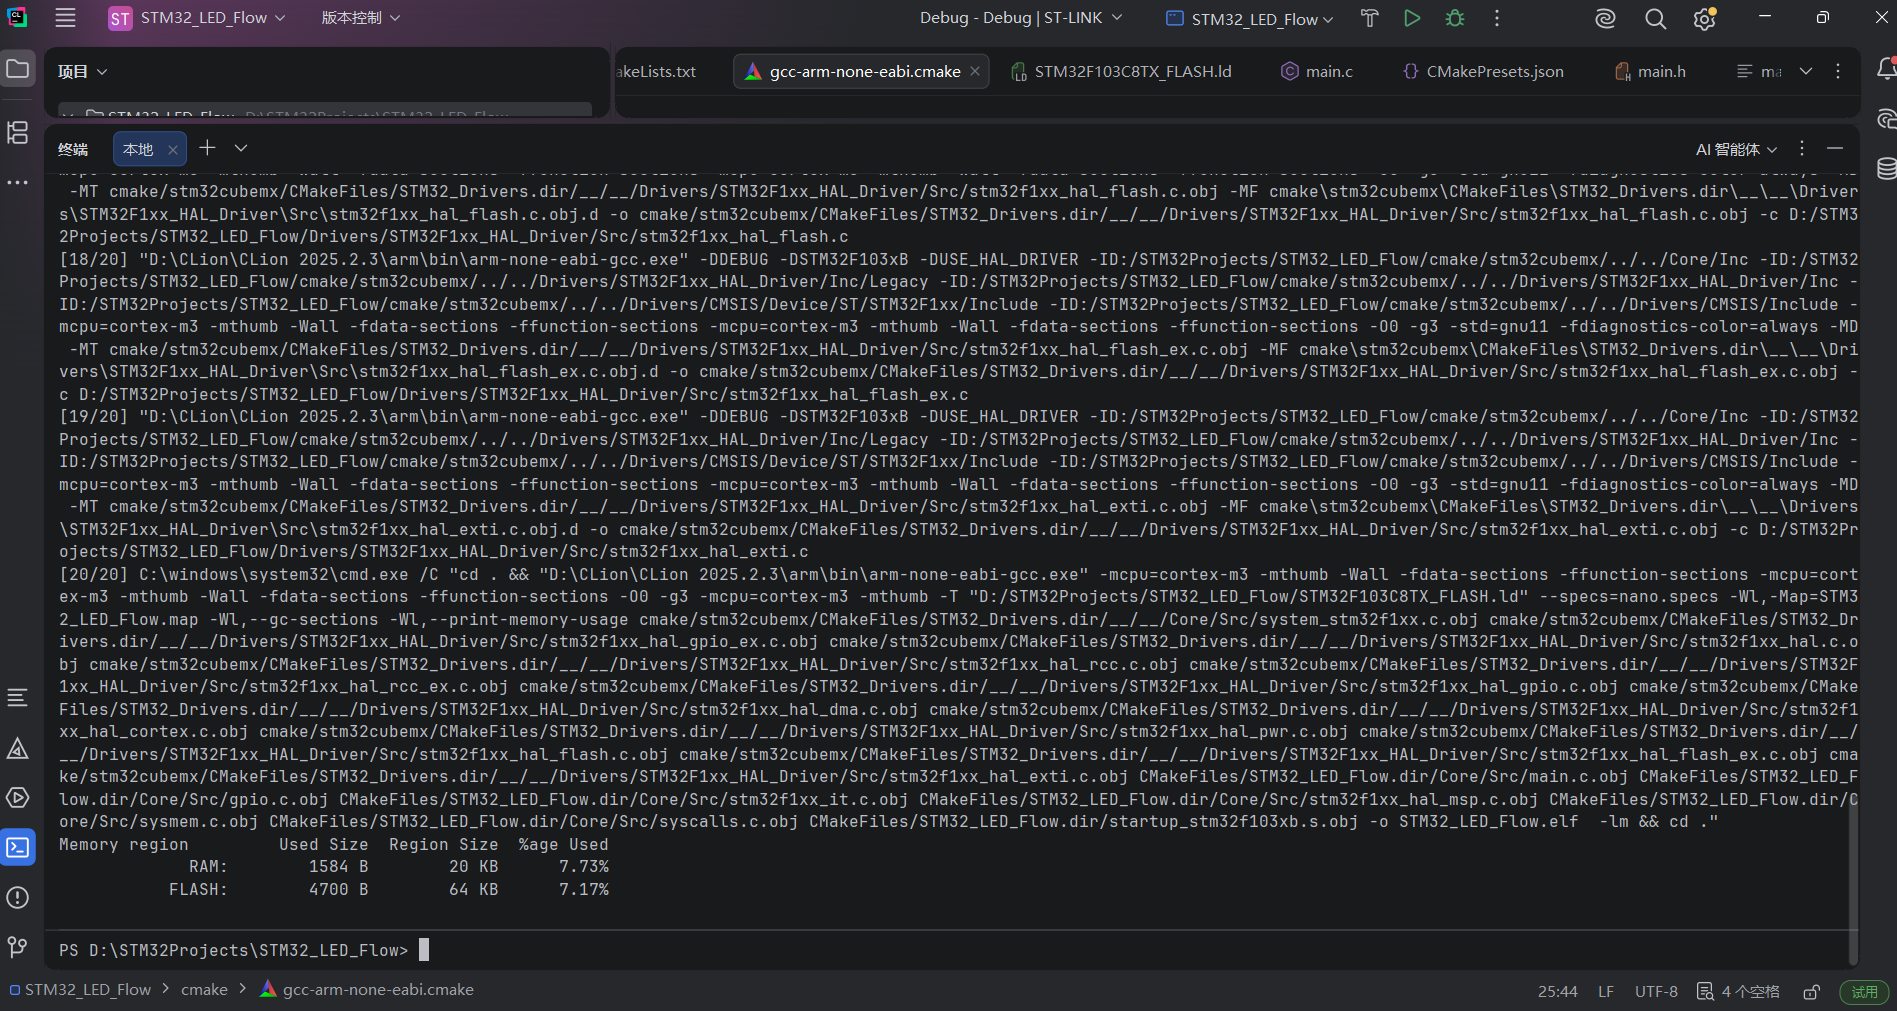 ST STM32_LED_Flow 版本控制 Debug - Debug | ST-LINK STM32_LED_Flow
项目 akeLists.txt gcc-arm-none-eabi.cmake STM32F103C8TX_FLASH.ld main.c CMakePresets.json main.h
终端 本地 AI 智能体
-MT cmake/stm32cubemx/CMakeFiles/STM32_Drivers.dir/__/__/Drivers/STM32F1xx_HAL_Driver/Src/stm32f1xx_hal_flash.c.obj -MF cmake\stm32cubemx\CMakeFiles\STM32_Drivers.dir\__\__\Driver
s\STM32F1xx_HAL_Driver\Src\stm32f1xx_hal_flash.c.obj.d -o cmake/stm32cubemx/CMakeFiles/STM32_Drivers.dir/__/__/Drivers/STM32F1xx_HAL_Driver/Src/stm32f1xx_hal_flash.c.obj -c D:/STM3
2Projects/STM32_LED_Flow/Drivers/STM32F1xx_HAL_Driver/Src/stm32f1xx_hal_flash.c
[18/20] "D:\CLion\CLion 2025.2.3\arm\bin\arm-none-eabi-gcc.exe" -DDEBUG -DSTM32F103xB -DUSE_HAL_DRIVER -ID:/STM32Projects/STM32_LED_Flow/cmake/stm32cubemx/../../Core/Inc -ID:/STM32
Projects/STM32_LED_Flow/cmake/stm32cubemx/../../Drivers/STM32F1xx_HAL_Driver/Inc/Legacy -ID:/STM32Projects/STM32_LED_Flow/cmake/stm32cubemx/../../Drivers/STM32F1xx_HAL_Driver/Inc -
ID:/STM32Projects/STM32_LED_Flow/cmake/stm32cubemx/../../Drivers/CMSIS/Device/ST/STM32F1xx/Include -ID:/STM32Projects/STM32_LED_Flow/cmake/stm32cubemx/../../Drivers/CMSIS/Include -
mcpu=cortex-m3 -mthumb -Wall -fdata-sections -ffunction-sections -mcpu=cortex-m3 -mthumb -Wall -fdata-sections -ffunction-sections -O0 -g3 -std=gnu11 -fdiagnostics-color=always -MD
-MT cmake/stm32cubemx/CMakeFiles/STM32_Drivers.dir/__/__/Drivers/STM32F1xx_HAL_Driver/Src/stm32f1xx_hal_flash_ex.c.obj -MF cmake\stm32cubemx\CMakeFiles\STM32_Drivers.dir\__\__\Dri
vers\STM32F1xx_HAL_Driver\Src\stm32f1xx_hal_flash_ex.c.obj.d -o cmake/stm32cubemx/CMakeFiles/STM32_Drivers.dir/__/__/Drivers/STM32F1xx_HAL_Driver/Src/stm32f1xx_hal_flash_ex.c.obj -
c D:/STM32Projects/STM32_LED_Flow/Drivers/STM32F1xx_HAL_Driver/Src/stm32f1xx_hal_flash_ex.c
[19/20] "D:\CLion\CLion 2025.2.3\arm\bin\arm-none-eabi-gcc.exe" -DDEBUG -DSTM32F103xB -DUSE_HAL_DRIVER -ID:/STM32Projects/STM32_LED_Flow/cmake/stm32cubemx/../../Core/Inc -ID:/STM32
Projects/STM32_LED_Flow/cmake/stm32cubemx/../../Drivers/STM32F1xx_HAL_Driver/Inc/Legacy -ID:/STM32Projects/STM32_LED_Flow/cmake/stm32cubemx/../../Drivers/STM32F1xx_HAL_Driver/Inc -
ID:/STM32Projects/STM32_LED_Flow/cmake/stm32cubemx/../../Drivers/CMSIS/Device/ST/STM32F1xx/Include -ID:/STM32Projects/STM32_LED_Flow/cmake/stm32cubemx/../../Drivers/CMSIS/Include -
mcpu=cortex-m3 -mthumb -Wall -fdata-sections -ffunction-sections -mcpu=cortex-m3 -mthumb -Wall -fdata-sections -ffunction-sections -O0 -g3 -std=gnu11 -fdiagnostics-color=always -MD
-MT cmake/stm32cubemx/CMakeFiles/STM32_Drivers.dir/__/__/Drivers/STM32F1xx_HAL_Driver/Src/stm32f1xx_hal_exti.c.obj -MF cmake\stm32cubemx\CMakeFiles\STM32_Drivers.dir\__\__\Drivers
\STM32F1xx_HAL_Driver\Src\stm32f1xx_hal_exti.c.obj.d -o cmake/stm32cubemx/CMakeFiles/STM32_Drivers.dir/__/__/Drivers/STM32F1xx_HAL_Driver/Src/stm32f1xx_hal_exti.c.obj -c D:/STM32Pr
ojects/STM32_LED_Flow/Drivers/STM32F1xx_HAL_Driver/Src/stm32f1xx_hal_exti.c
[20/20] C:\windows\system32\cmd.exe /C "cd . && "D:\CLion\CLion 2025.2.3\arm\bin\arm-none-eabi-gcc.exe" -mcpu=cortex-m3 -mthumb -Wall -fdata-sections -ffunction-sections -mcpu=cort
ex-m3 -mthumb -Wall -fdata-sections -ffunction-sections -O0 -g3 -mcpu=cortex-m3 -mthumb -T "D:/STM32Projects/STM32_LED_Flow/STM32F103C8TX_FLASH.ld" --specs=nano.specs -Wl,-Map=STM3
2_LED_Flow.map -Wl,--gc-sections -Wl,--print-memory-usage cmake/stm32cubemx/CMakeFiles/STM32_Drivers.dir/__/__/Core/Src/system_stm32f1xx.c.obj cmake/stm32cubemx/CMakeFiles/STM32_Dr
ivers.dir/__/__/Drivers/STM32F1xx_HAL_Driver/Src/stm32f1xx_hal_gpio_ex.c.obj cmake/stm32cubemx/CMakeFiles/STM32_Drivers.dir/__/__/Drivers/STM32F1xx_HAL_Driver/Src/stm32f1xx_hal.c.o
bj cmake/stm32cubemx/CMakeFiles/STM32_Drivers.dir/__/__/Drivers/STM32F1xx_HAL_Driver/Src/stm32f1xx_hal_rcc.c.obj cmake/stm32cubemx/CMakeFiles/STM32_Drivers.dir/__/__/Drivers/STM32F
1xx_HAL_Driver/Src/stm32f1xx_hal_rcc_ex.c.obj cmake/stm32cubemx/CMakeFiles/STM32_Drivers.dir/__/__/Drivers/STM32F1xx_HAL_Driver/Src/stm32f1xx_hal_gpio.c.obj cmake/stm32cubemx/CMake
Files/STM32_Drivers.dir/__/__/Drivers/STM32F1xx_HAL_Driver/Src/stm32f1xx_hal_dma.c.obj cmake/stm32cubemx/CMakeFiles/STM32_Drivers.dir/__/__/Drivers/STM32F1xx_HAL_Driver/Src/stm32f1
xx_hal_cortex.c.obj cmake/stm32cubemx/CMakeFiles/STM32_Drivers.dir/__/__/Drivers/STM32F1xx_HAL_Driver/Src/stm32f1xx_hal_pwr.c.obj cmake/stm32cubemx/CMakeFiles/STM32_Drivers.dir/__/
__/Drivers/STM32F1xx_HAL_Driver/Src/stm32f1xx_hal_flash.c.obj cmake/stm32cubemx/CMakeFiles/STM32_Drivers.dir/__/__/Drivers/STM32F1xx_HAL_Driver/Src/stm32f1xx_hal_flash_ex.c.obj cma
ke/stm32cubemx/CMakeFiles/STM32_Drivers.dir/__/__/Drivers/STM32F1xx_HAL_Driver/Src/stm32f1xx_hal_exti.c.obj CMakeFiles/STM32_LED_Flow.dir/Core/Src/main.c.obj CMakeFiles/STM32_LED_F
low.dir/Core/Src/gpio.c.obj CMakeFiles/STM32_LED_Flow.dir/Core/Src/stm32f1xx_it.c.obj CMakeFiles/STM32_LED_Flow.dir/Core/Src/stm32f1xx_hal_msp.c.obj CMakeFiles/STM32_LED_Flow.dir/C
ore/Src/sysmem.c.obj CMakeFiles/STM32_LED_Flow.dir/Core/Src/syscalls.c.obj CMakeFiles/STM32_LED_Flow.dir/startup_stm32f103xb.s.obj -o STM32_LED_Flow.elf  -lm && cd ."
Memory region Used Size Region Size %age Used
RAM: 1584 B 20 KB 7.73%
FLASH: 4700 B 64 KB 7.17%
PS D:\STM32Projects\STM32_LED_Flow>
STM32_LED_Flow > cmake > gcc-arm-none-eabi.cmake 25:44 LF UTF-8 4 个空格 试用